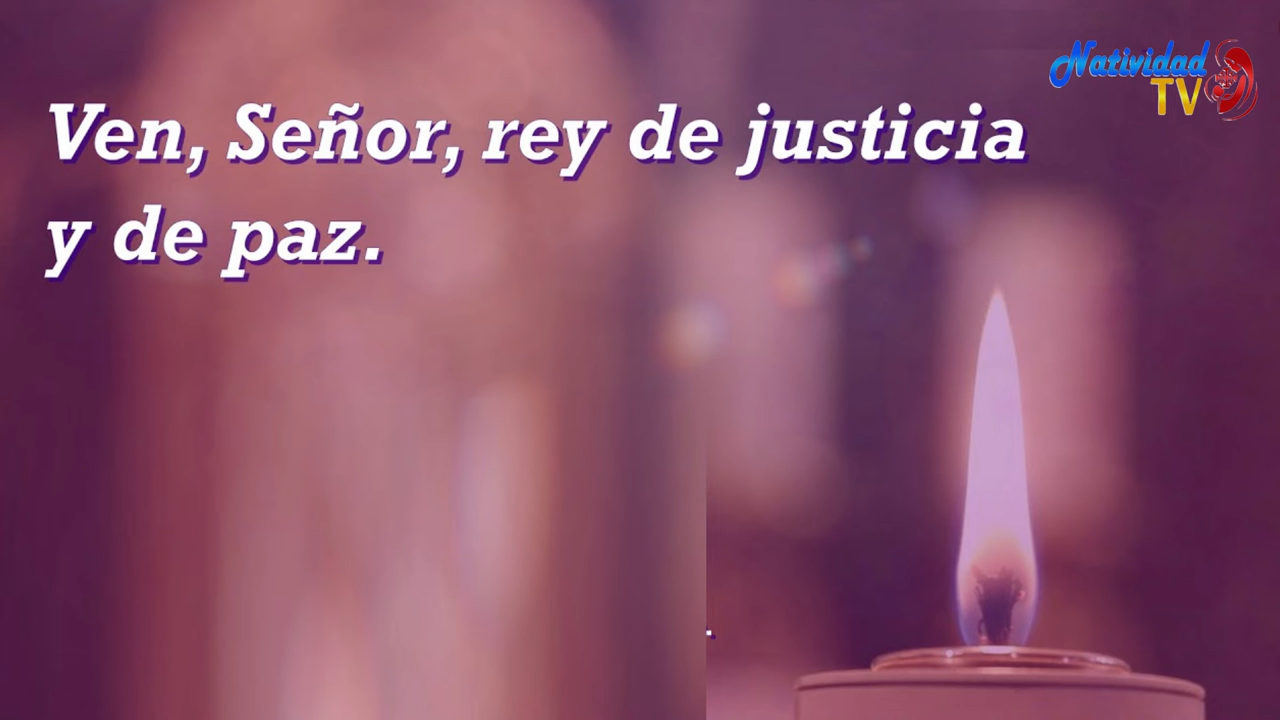 Natividad
TV
Ven, Señor, rey de justicia
y de paz.